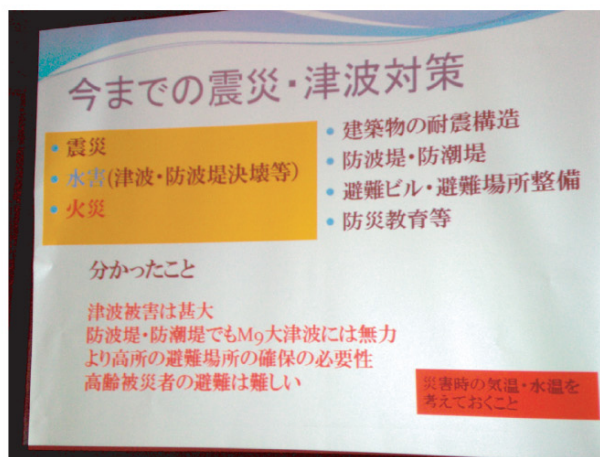 今までの震災・津波対策
• 震災
• 水害(津波・防波堤決壊等)
• 火災
• 建築物の耐震構造
• 防波堤・防潮堤
• 避難ビル・避難場所整備
• 防災教育等
分かったこと
津波被害は甚大
防波堤・防潮堤でもM9大津波には無力
より高所の避難場所の確保の必要性
高齢被災者の避難は難しい
災害時の気温・水温を
考えておくこと